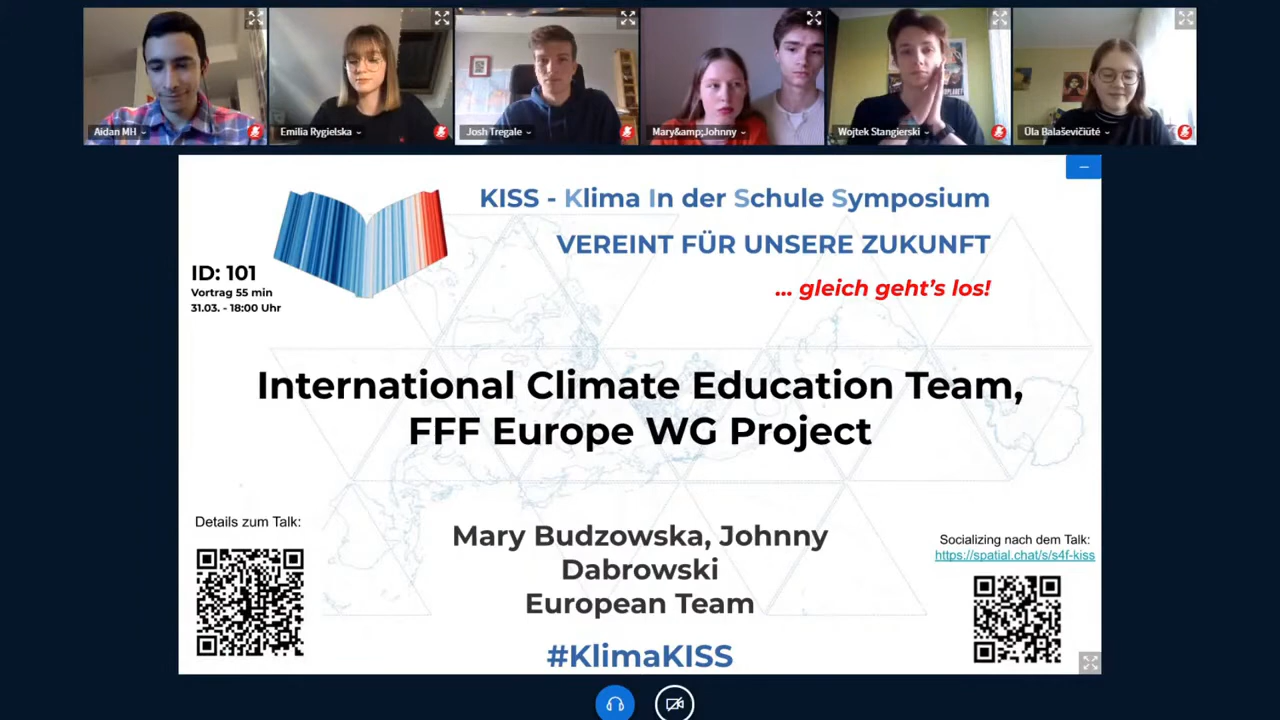 Aidan MH
Emilia Rygielska
Josh Tregale
Mary&amp;Johnny
Wojtek Stangierski
Ūla Balaševičiūtė
KISS - Klima In der Schule Symposium
VEREINT FÜR UNSERE ZUKUNFT
... gleich geht's los!
ID: 101
Vortrag 55 min
31.03. - 18:00 Uhr
International Climate Education Team,
FFF Europe WG Project
Details zum Talk:
Mary Budzowska, Johnny
Dabrowski
European Team
#KlimaKISS
Socializing nach dem Talk:
https://spatial.chat/s/s4f-kiss